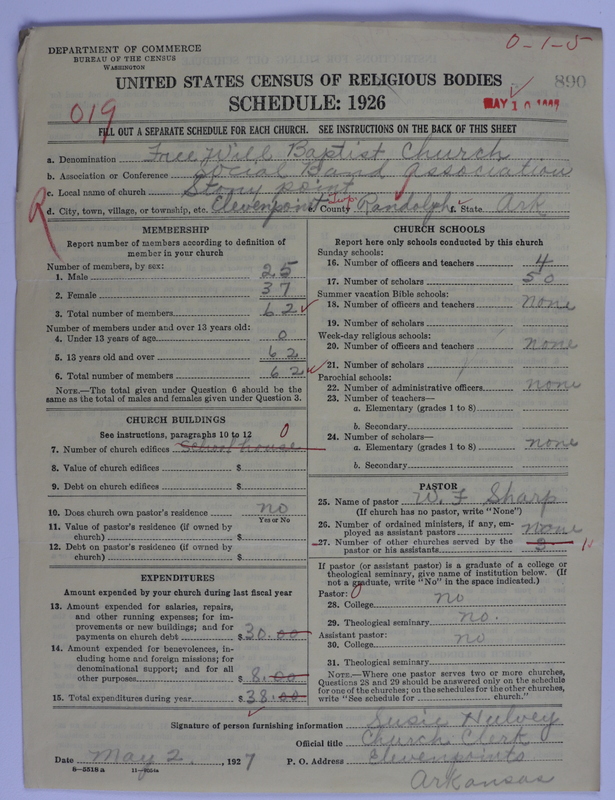 DEPARTMENT OF COMMERCE
BUREAU OF THE CENSUS
WASHINGTON
0-1-5
UNITED STATES CENSUS OF RELIGIOUS BODIES
890
SCHEDULE: 1926
MAY 10 1927
019
FILL OUT A SEPARATE SCHEDULE FOR EACH CHURCH. SEE INSTRUCTIONS ON THE BACK OF THIS SHEET
a. Denomination Free Will Baptist Church
b. Association or Conference Social Band association
c. Local name of church Stony point
R
d. City, town, village, or township, etc. Elevenpoint Twp. e. County Randolph f. State Ark
MEMBERSHIP
Report number of members according to definition of
member in your church
Number of members, by sex:
1. Male 25
2. Female 37
3. Total number of members 62
Number of members under and over 13 years old:
4. Under 13 years of age 0
5. 13 years old and over 62
6. Total number of members 62
NOTE.—The total given under Question 6 should be the
same as the total of males and females given under Question 3.
CHURCH BUILDINGS
See instructions, paragraphs 10 to 12
0
7. Number of church edifices School house
8. Value of church edifices $
9. Debt on church edifices $
10. Does church own pastor's residence no
Yes or No
11. Value of pastor's residence (if owned by
church) $
12. Debt on pastor's residence (if owned by
church) $
EXPENDITURES
Amount expended by your church during last fiscal year
13. Amount expended for salaries, repairs,
and other running expenses; for im-
provements or new buildings; and for
payments on church debt $30.00
14. Amount expended for benevolences, in-
cluding home and foreign missions; for
denominational support; and for all
other purposes $8.00
15. Total expenditures during year $38.00
CHURCH SCHOOLS
Report here only schools conducted by this church
Sunday schools:
16. Number of officers and teachers 4
17. Number of scholars 50
Summer vacation Bible schools:
18. Number of officers and teachers none
19. Number of scholars
Week-day religious schools:
20. Number of officers and teachers none
21. Number of scholars
Parochial schools:
22. Number of administrative officers none
23. Number of teachers—
a. Elementary (grades 1 to 8)
b. Secondary
24. Number of scholars—
a. Elementary (grades 1 to 8) none
b. Secondary
PASTOR
25. Name of pastor W. F Sharp
(If church has no pastor, write "None")
26. Number of ordained ministers, if any, em-
ployed as assistant pastors none
27. Number of other churches served by the
pastor or his assistants
If pastor (or assistant pastor) is a graduate of a college or
theological seminary, give name of institution below. (If
not a graduate, write "No" in the space indicated.)
Pastor: 0
28. College no
29. Theological seminary no.
Assistant pastor:
30. College no
31. Theological seminary
NOTE.—Where one pastor serves two or more churches,
Questions 28 and 29 should be answered only on the schedule
for one of the churches; on the schedules for the other churches,
write "See schedule for church."
Signature of person furnishing information Susie Hulvey
Official title Church Clerk
Date May 2, 1927 P. O. Address Elevenpoints
8-5518a
Arkansas